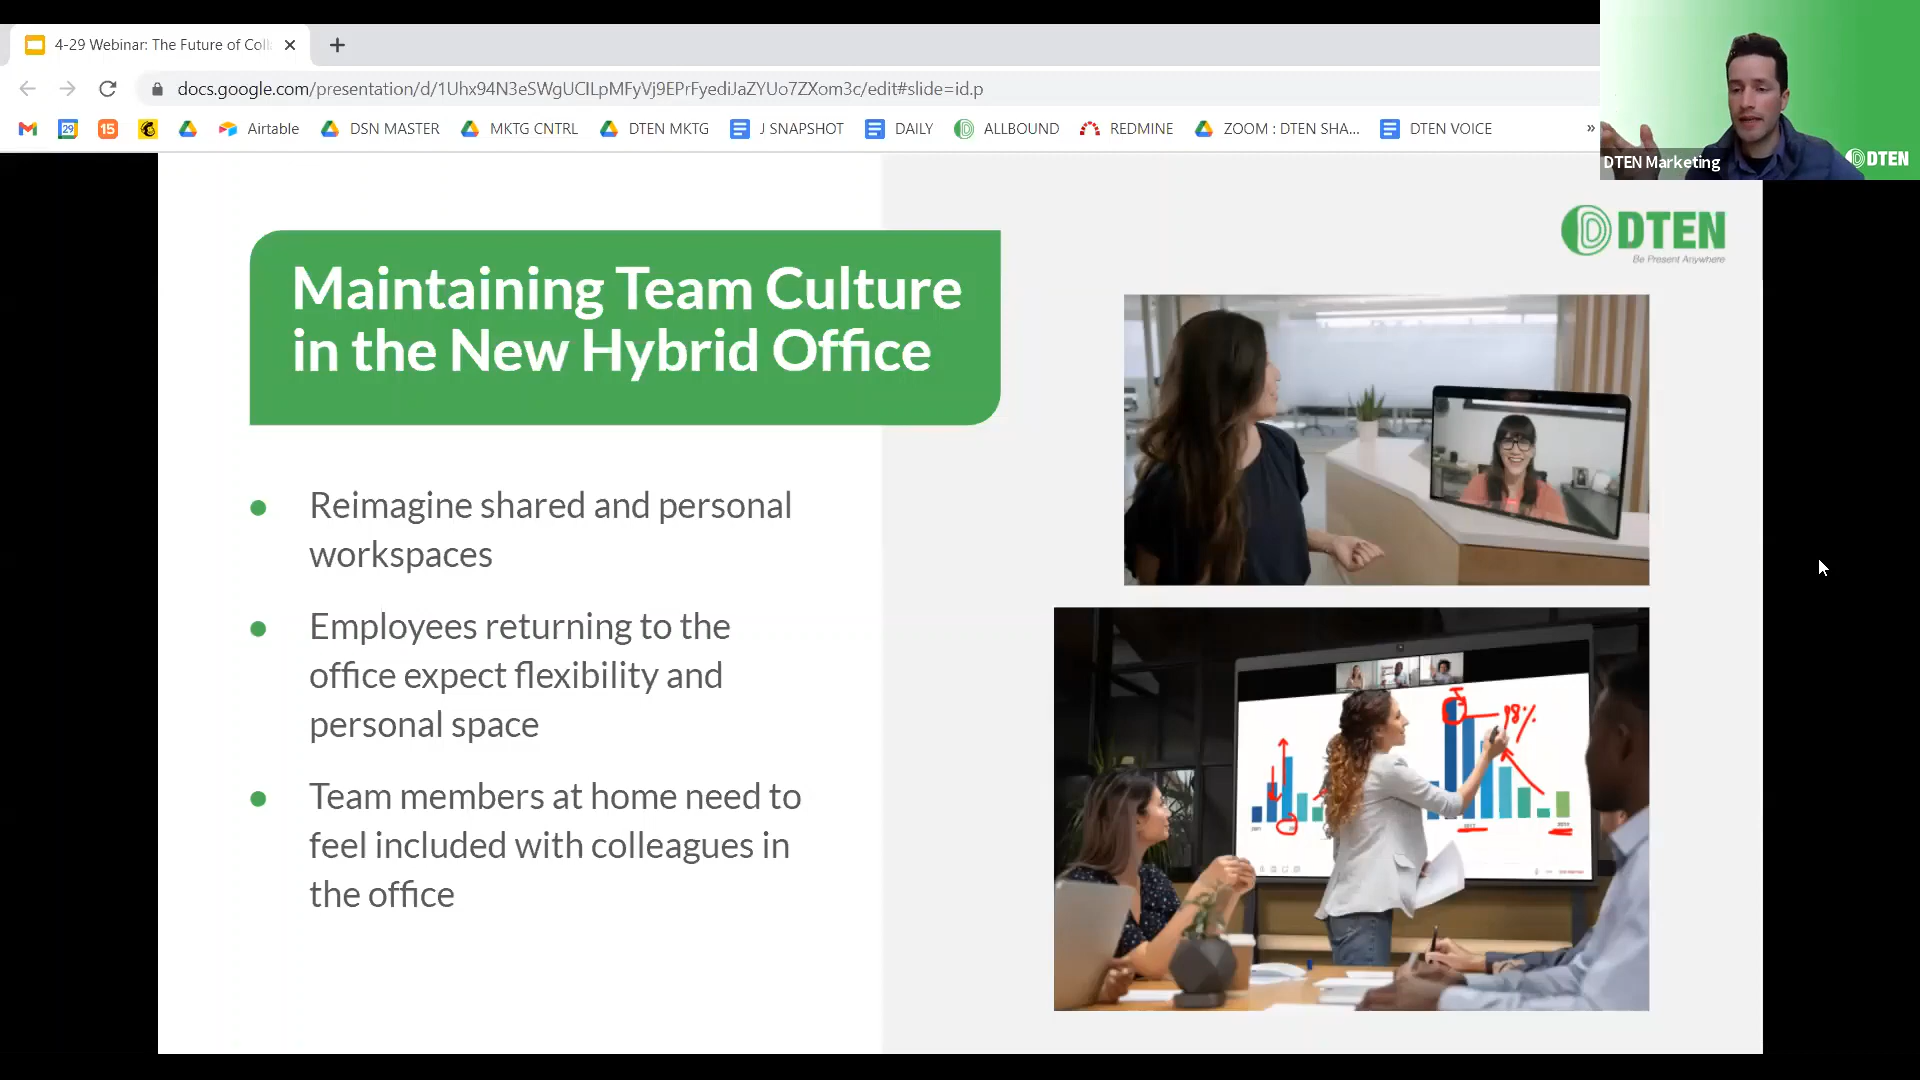 4-29 Webinar: The Future of Coll
docs.google.com/presentation/d/1Uhx94N3eSWgUCILpMFyVj9EPrFyediJaZYUo7ZXom3c/edit#slide=id.p
29 15 Airtable DSN MASTER MKTG CNTRL DTEN MKTG J SNAPSHOT DAILY ALLBOUND REDMINE ZOOM : DTEN SHA... DTEN VOICE »
DTEN Marketing
DTEN
DTEN
Be Present Anywhere
Maintaining Team Culture
in the New Hybrid Office
Reimagine shared and personal
workspaces
Employees returning to the
office expect flexibility and
personal space
Team members at home need to
feel included with colleagues in
the office
98%